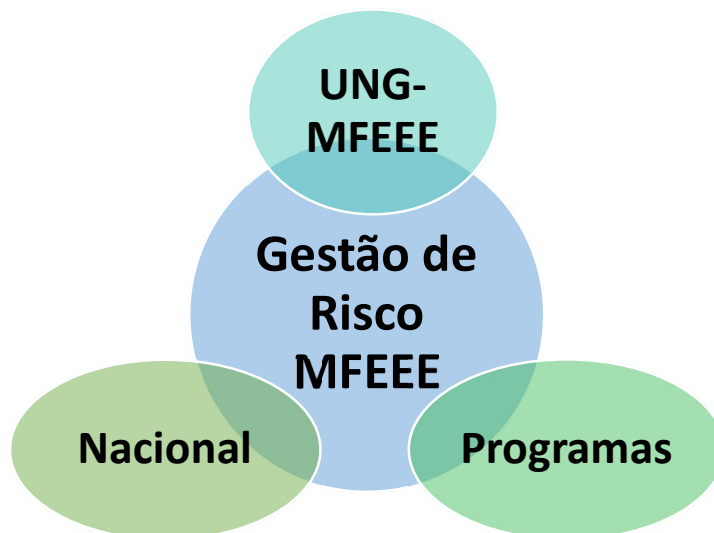 UNG-
MFEEE
Gestão de
Risco
MFEEE
Nacional
Programas